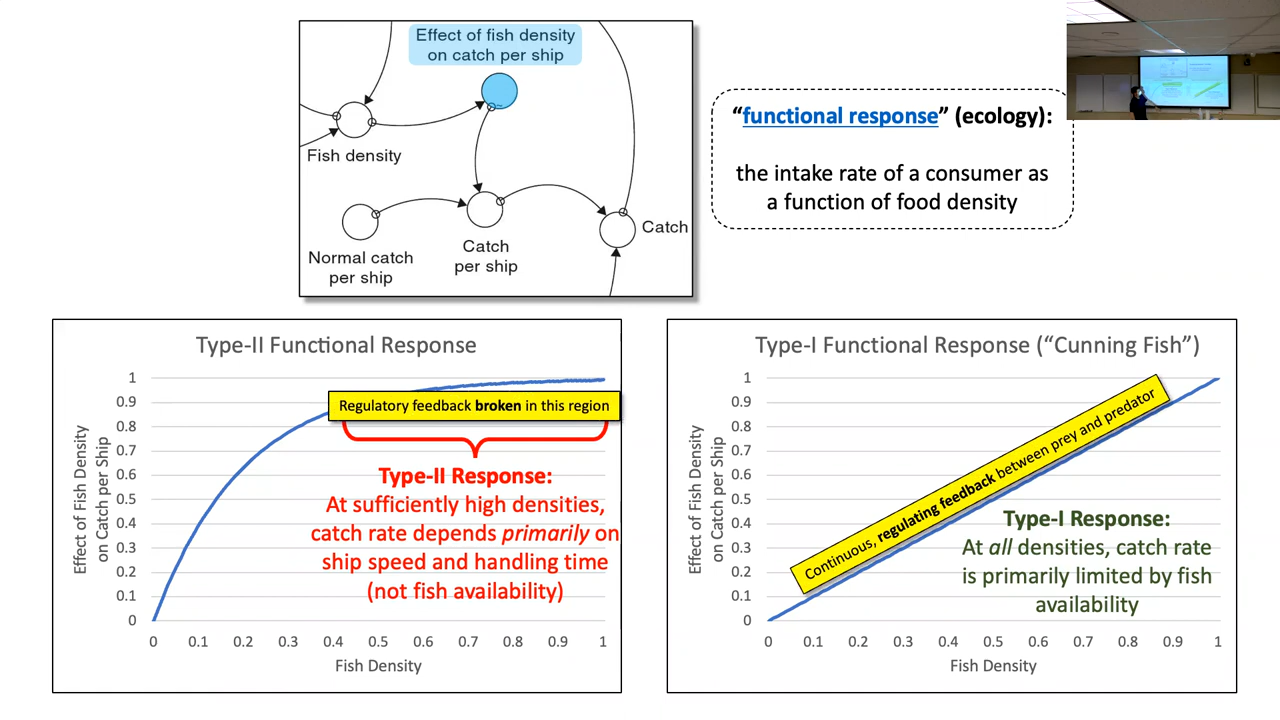 Effect of fish density
on catch per ship
Fish density
Normal catch
per ship
Catch
per ship
Catch
“functional response” (ecology):
the intake rate of a consumer as
a function of food density
Type-II Functional Response
Effect of Fish Density
on Catch per Ship
1
0.9
0.8
0.7
0.6
0.5
0.4
0.3
0.2
0.1
0
Regulatory feedback broken in this region
Type-II Response:
At sufficiently high densities,
catch rate depends primarily on
ship speed and handling time
(not fish availability)
0 0.1 0.2 0.3 0.4 0.5 0.6 0.7 0.8 0.9 1
Fish Density
Type-I Functional Response (“Cunning Fish”)
Effect of Fish Density
on Catch per Ship
1
0.9
0.8
0.7
0.6
0.5
0.4
0.3
0.2
0.1
0
Continuous, regulating feedback between prey and predator
Type-I Response:
At all densities, catch rate
is primarily limited by fish
availability
0 0.1 0.2 0.3 0.4 0.5 0.6 0.7 0.8 0.9 1
Fish Density